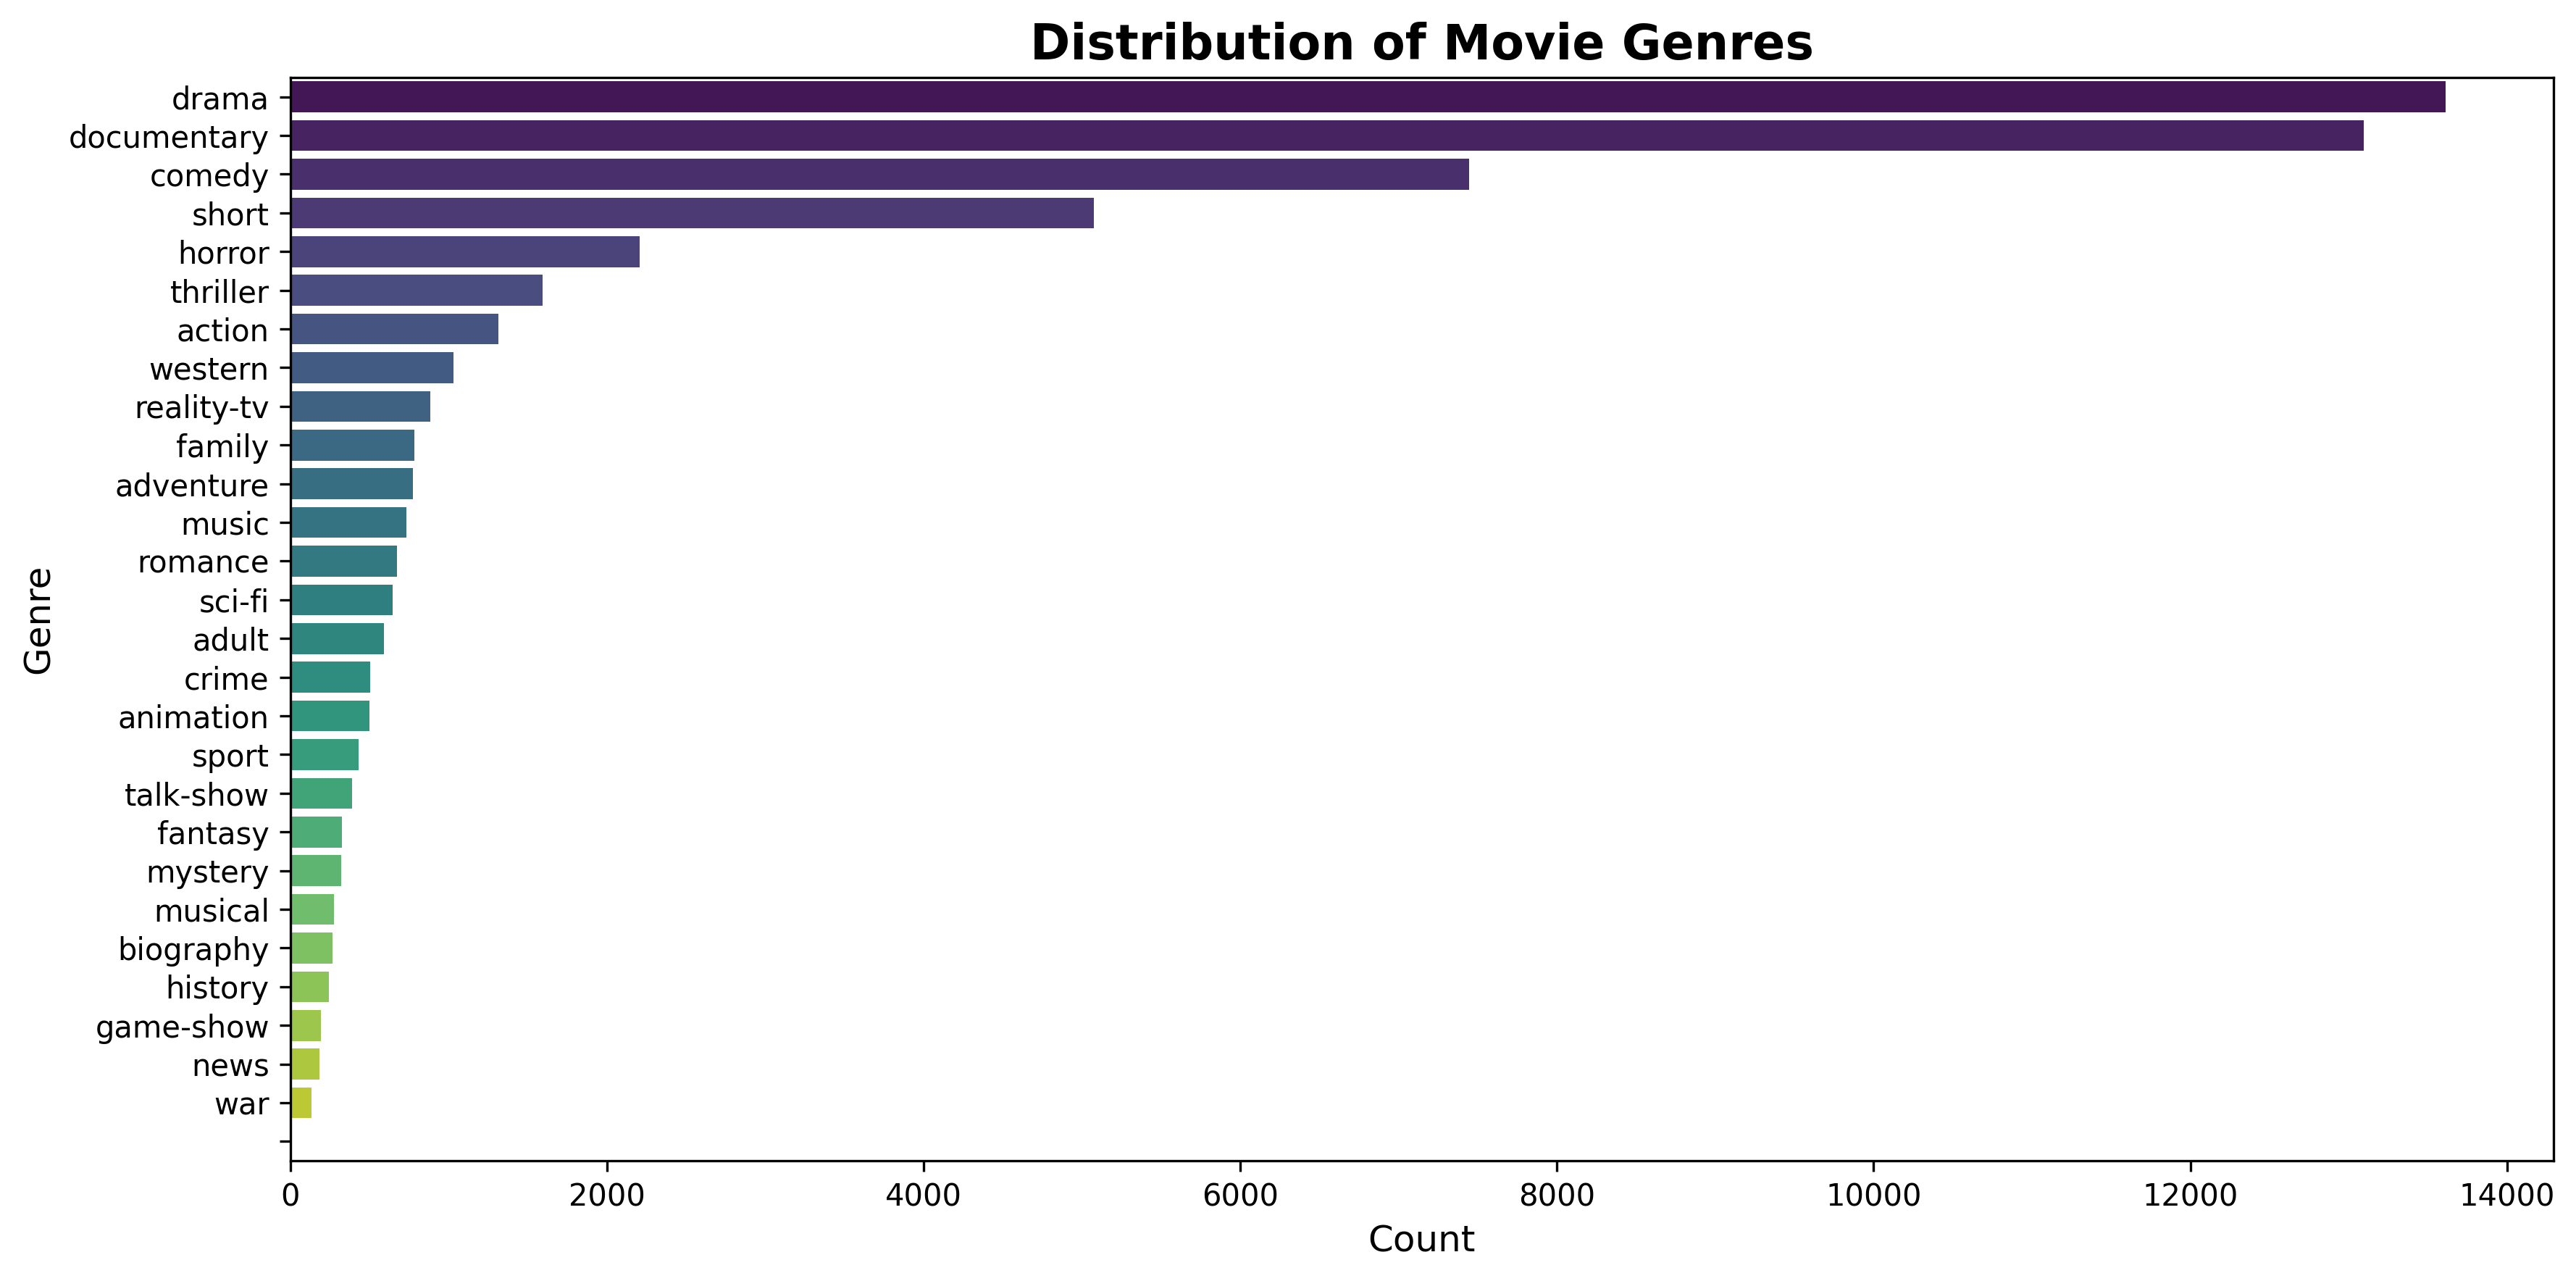 Distribution of Movie Genres
drama
documentary
comedy
short
horror
thriller
action
western
reality-tv
family
adventure
music
romance
sci-fi
adult
crime
animation
sport
talk-show
fantasy
mystery
musical
biography
history
game-show
news
war
Genre
0 2000 4000 6000 8000 10000 12000 14000
Count